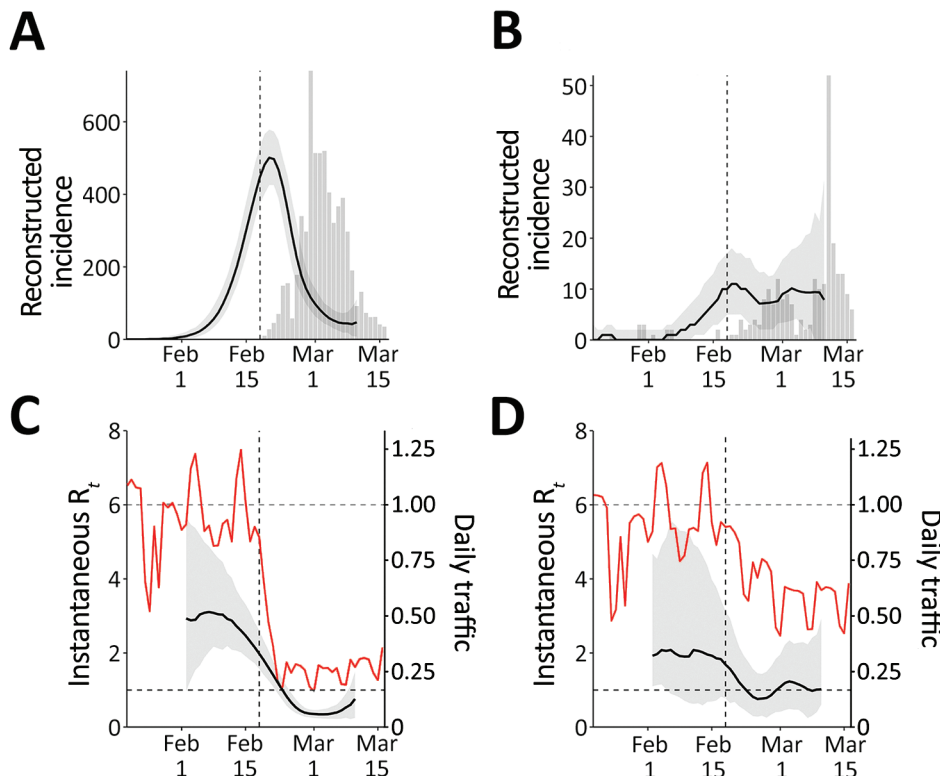 A
Reconstructed
incidence
600
400
200
0
Feb
1
Feb
15
Mar
1
Mar
15
B
Reconstructed
incidence
50
40
30
20
10
0
Feb
1
Feb
15
Mar
1
Mar
15
C
Instantaneous Rt
8
6
4
2
0
1.25
1.00
0.75
0.50
0.25
0
Daily traffic
Feb
1
Feb
15
Mar
1
Mar
15
D
Instantaneous Rt
8
6
4
2
0
1.25
1.00
0.75
0.50
0.25
0
Daily traffic
Feb
1
Feb
15
Mar
1
Mar
15